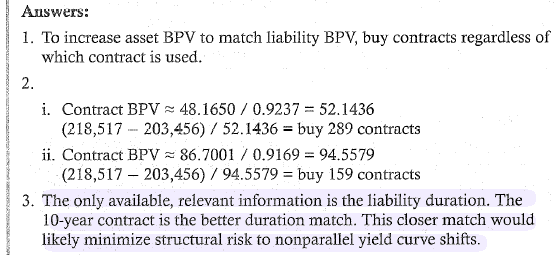 Answers:
1. To increase asset BPV to match liability BPV, buy contracts regardless of
which contract is used.
2.
i. Contract BPV ≈ 48.1650 / 0.9237 = 52.1436
(218,517 – 203,456) / 52.1436 = buy 289 contracts
ii. Contract BPV ≈ 86.7001 / 0.9169 = 94.5579
(218,517 – 203,456) / 94.5579 = buy 159 contracts
3. The only available, relevant information is the liability duration. The
10-year contract is the better duration match. This closer match would
likely minimize structural risk to nonparallel yield curve shifts.